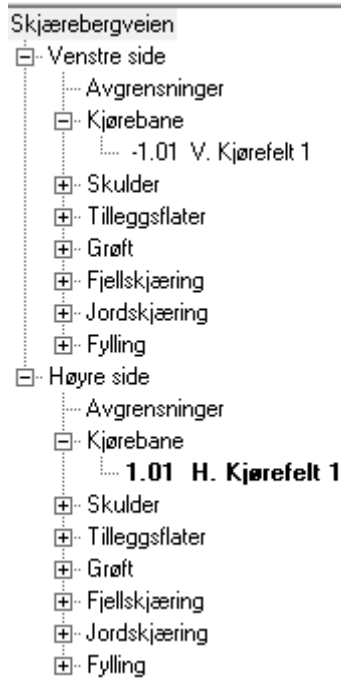 Skjærebergveien
Venstre side
Avgrensninger
Kjørebane
-1.01 V. Kjørefelt 1
Skulder
Tilleggsflater
Grøft
Fjellskjæring
Jordskjæring
Fylling
Høyre side
Avgrensninger
Kjørebane
1.01 H. Kjørefelt 1
Skulder
Tilleggsflater
Grøft
Fjellskjæring
Jordskjæring
Fylling